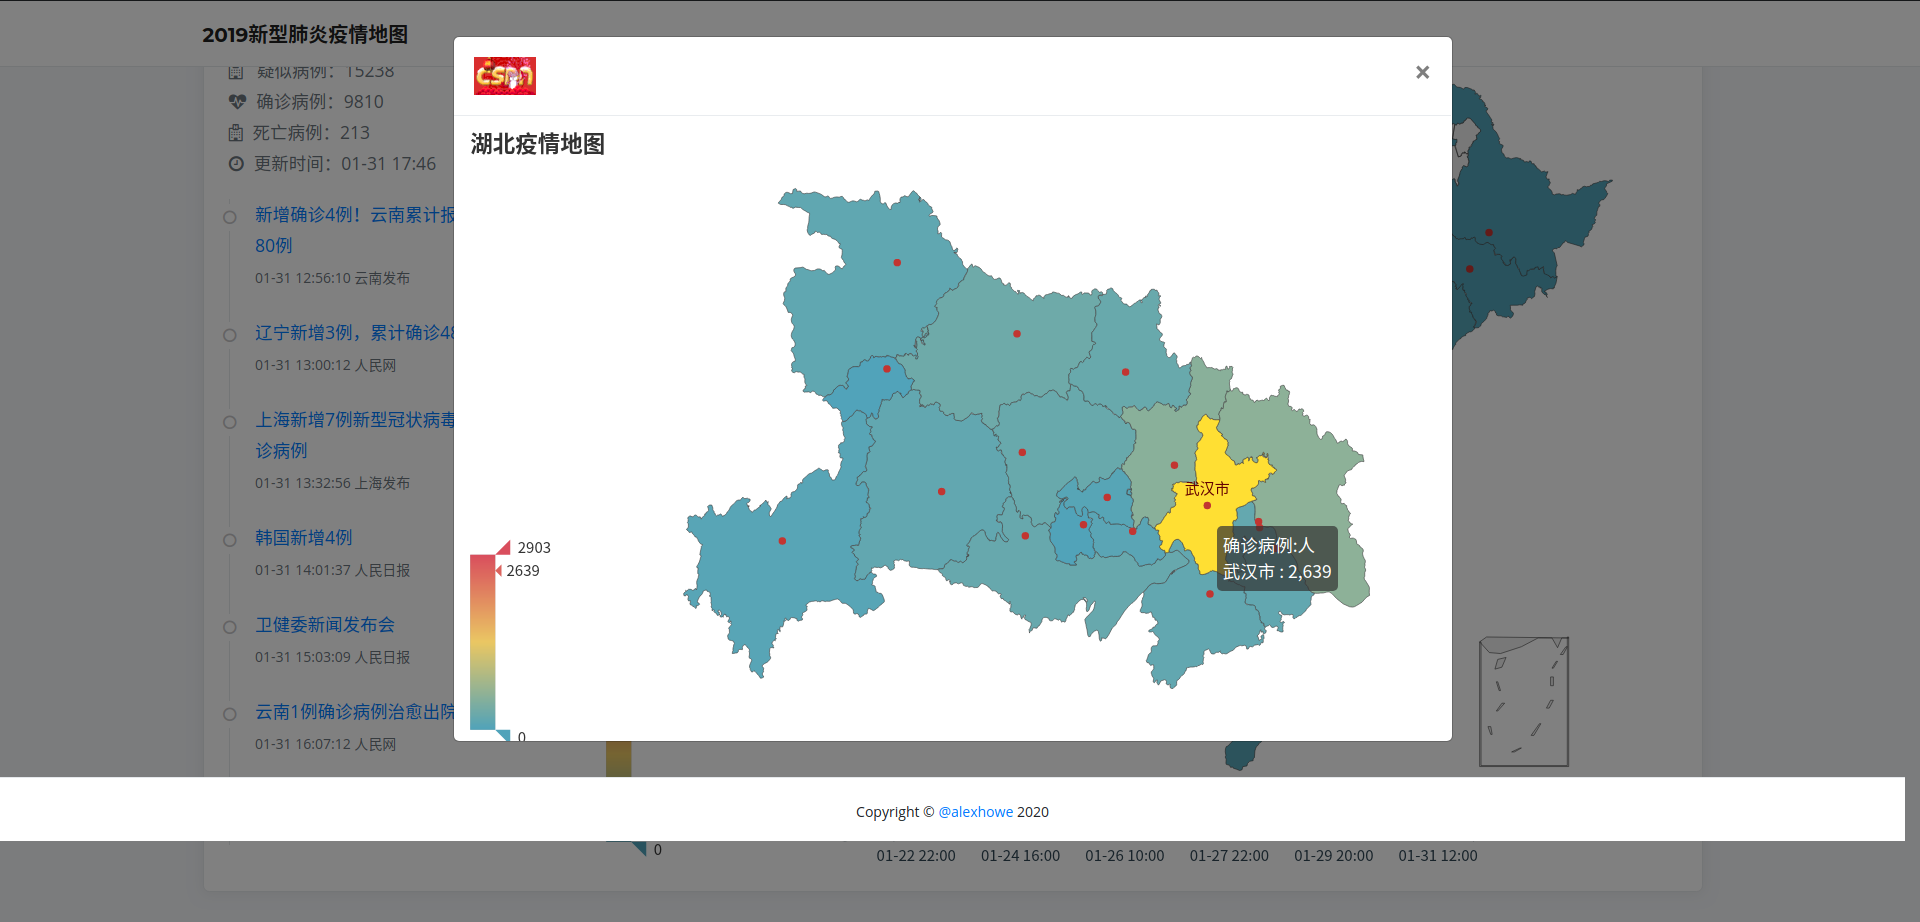 2019新型肺炎疫情地图
疑似病例：15238
确诊病例：9810
死亡病例：213
更新时间：01-31 17:46
新增确诊4例！云南累计报
80例
01-31 12:56:10 云南发布
辽宁新增3例，累计确诊48
01-31 13:00:12 人民网
上海新增7例新型冠状病毒
诊病例
01-31 13:32:56 上海发布
韩国新增4例
01-31 14:01:37 人民日报
卫健委新闻发布会
01-31 15:03:09 人民日报
云南1例确诊病例治愈出院
01-31 16:07:12 人民网
CSDN
×
湖北疫情地图
武汉市
确诊病例:人
武汉市 : 2,639
2903
2639
0
Copyright © @alexhowe 2020
0
01-22 22:00 01-24 16:00 01-26 10:00 01-27 22:00 01-29 20:00 01-31 12:00